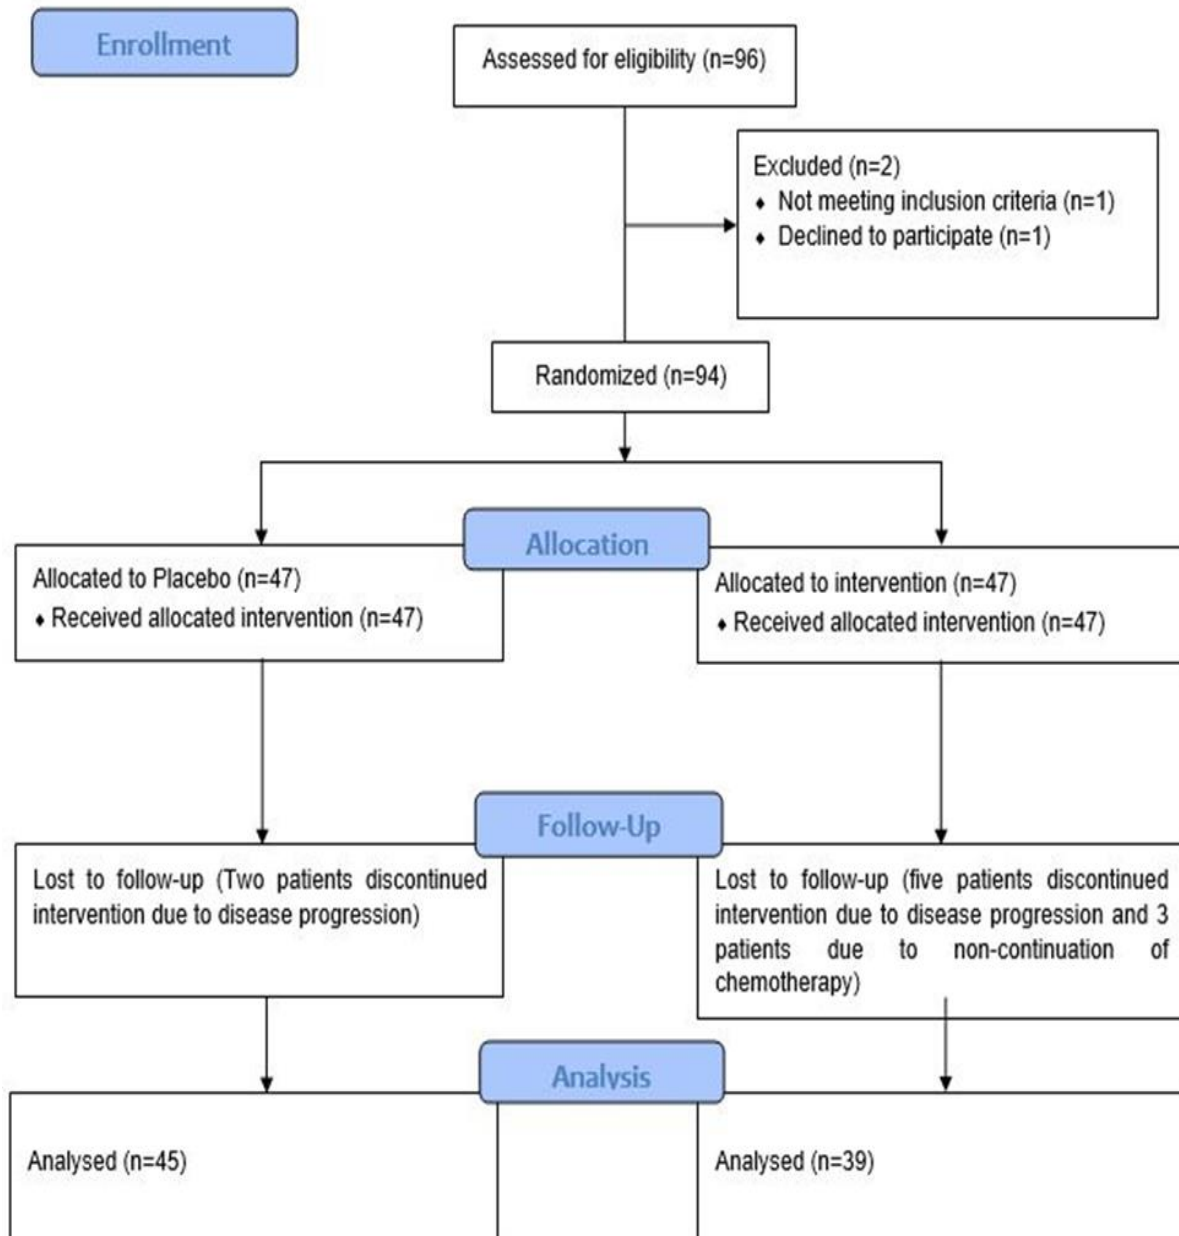 Enrollment
Assessed for eligibility (n=96)
Excluded (n=2)
♦ Not meeting inclusion criteria (n=1)
♦ Declined to participate (n=1)
Randomized (n=94)
Allocation
Allocated to Placebo (n=47)
♦ Received allocated intervention (n=47)
Allocated to intervention (n=47)
♦ Received allocated intervention (n=47)
Follow-Up
Lost to follow-up (Two patients discontinued
intervention due to disease progression)
Lost to follow-up (five patients discontinued
intervention due to disease progression and 3
patients due to non-continuation of
chemotherapy)
Analysis
Analysed (n=45)
Analysed (n=39)